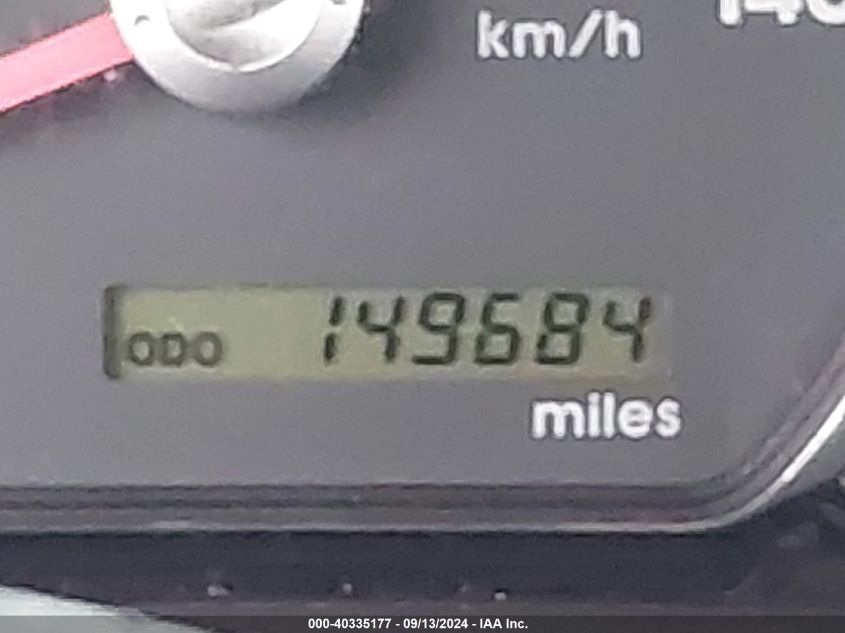 km/h
ODO 149684
miles
000-40335177 - 09/13/2024 - IAA Inc.